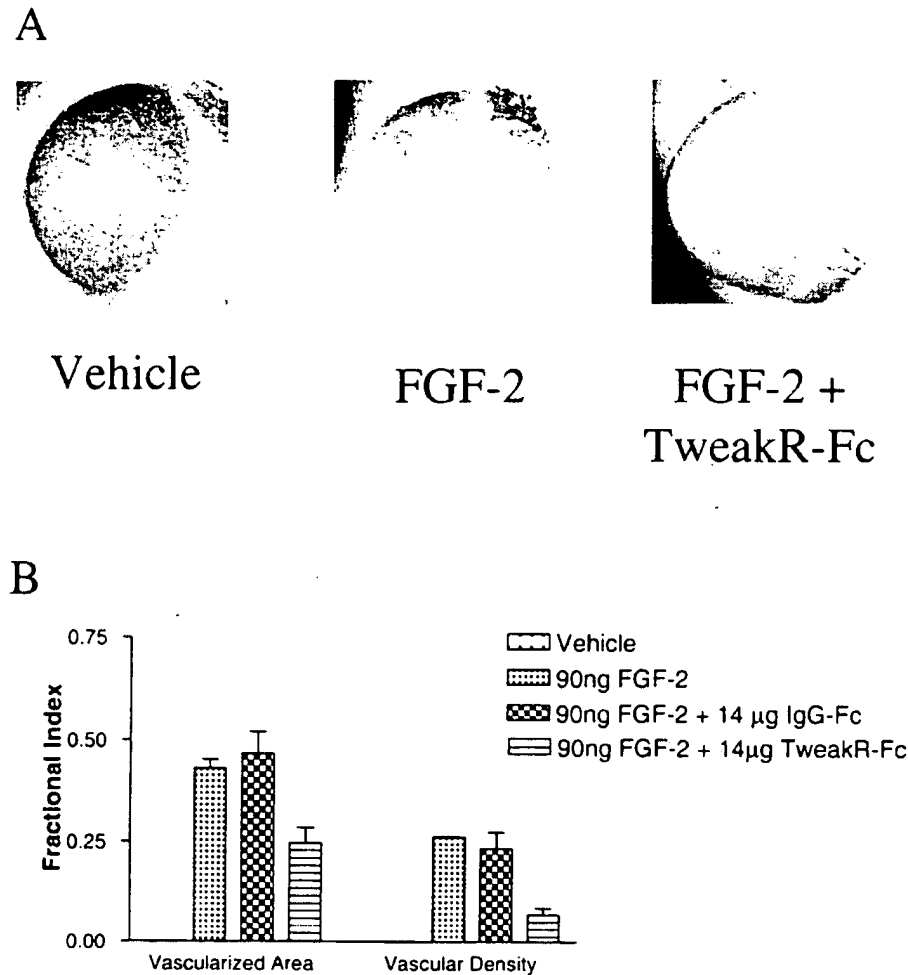 A
Vehicle
FGF-2
FGF-2 +
TweakR-Fc
B
0.75
0.50
0.25
0.00
Fractional Index
Vehicle
90ng FGF-2
90ng FGF-2 + 14 μg IgG-Fc
90ng FGF-2 + 14μg TweakR-Fc
Vascularized Area
Vascular Density